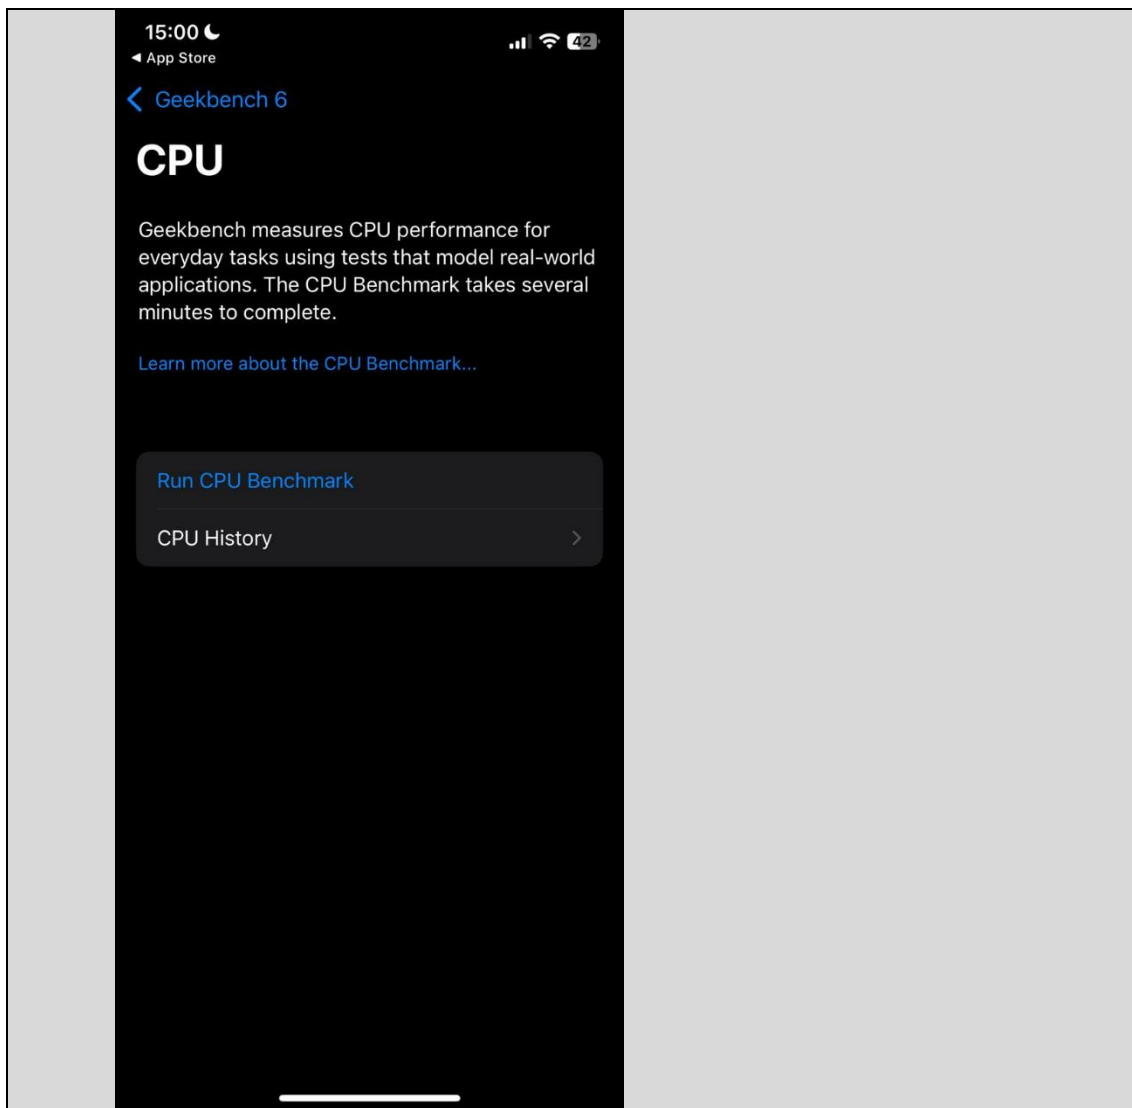 15:00
42
App Store
Geekbench 6
CPU
Geekbench measures CPU performance for
everyday tasks using tests that model real-world
applications. The CPU Benchmark takes several
minutes to complete.
Learn more about the CPU Benchmark...
Run CPU Benchmark
CPU History